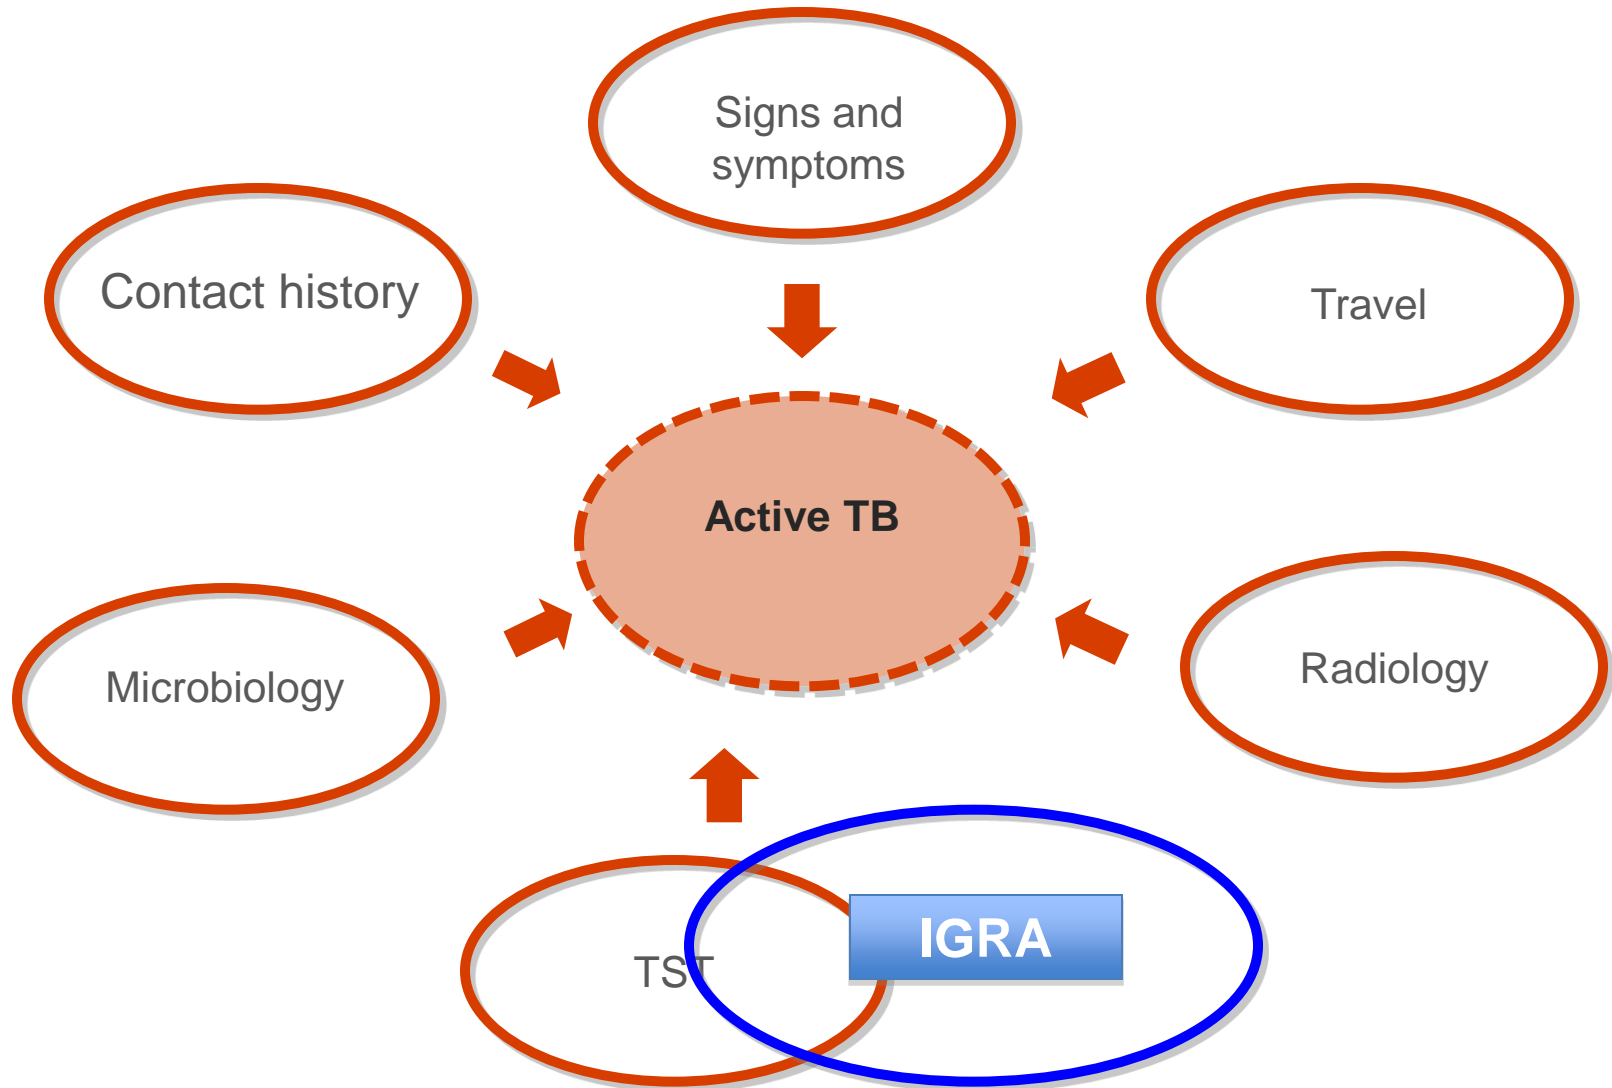 Signs and
symptoms
Contact history
Travel
Active TB
Microbiology
Radiology
TST
IGRA